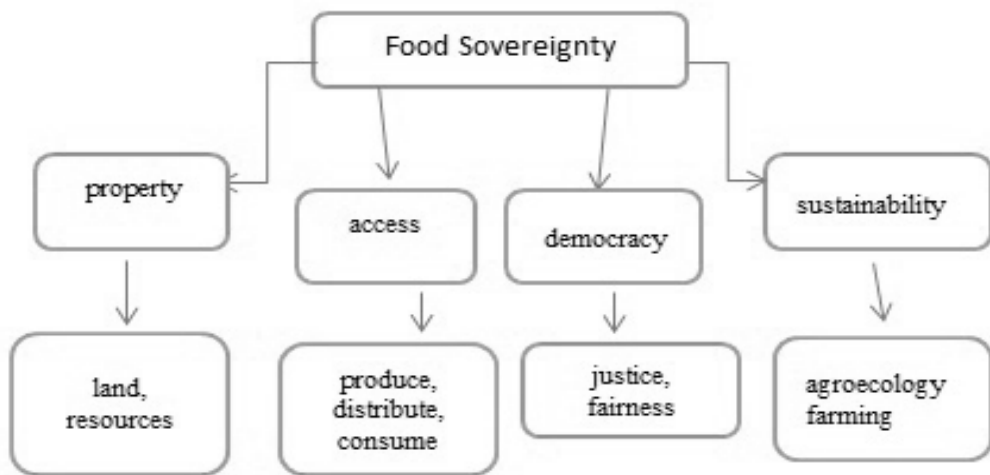 Food Sovereignty
property
access
democracy
sustainability
land,
resources
produce,
distribute,
consume
justice,
fairness
agroecology
farming